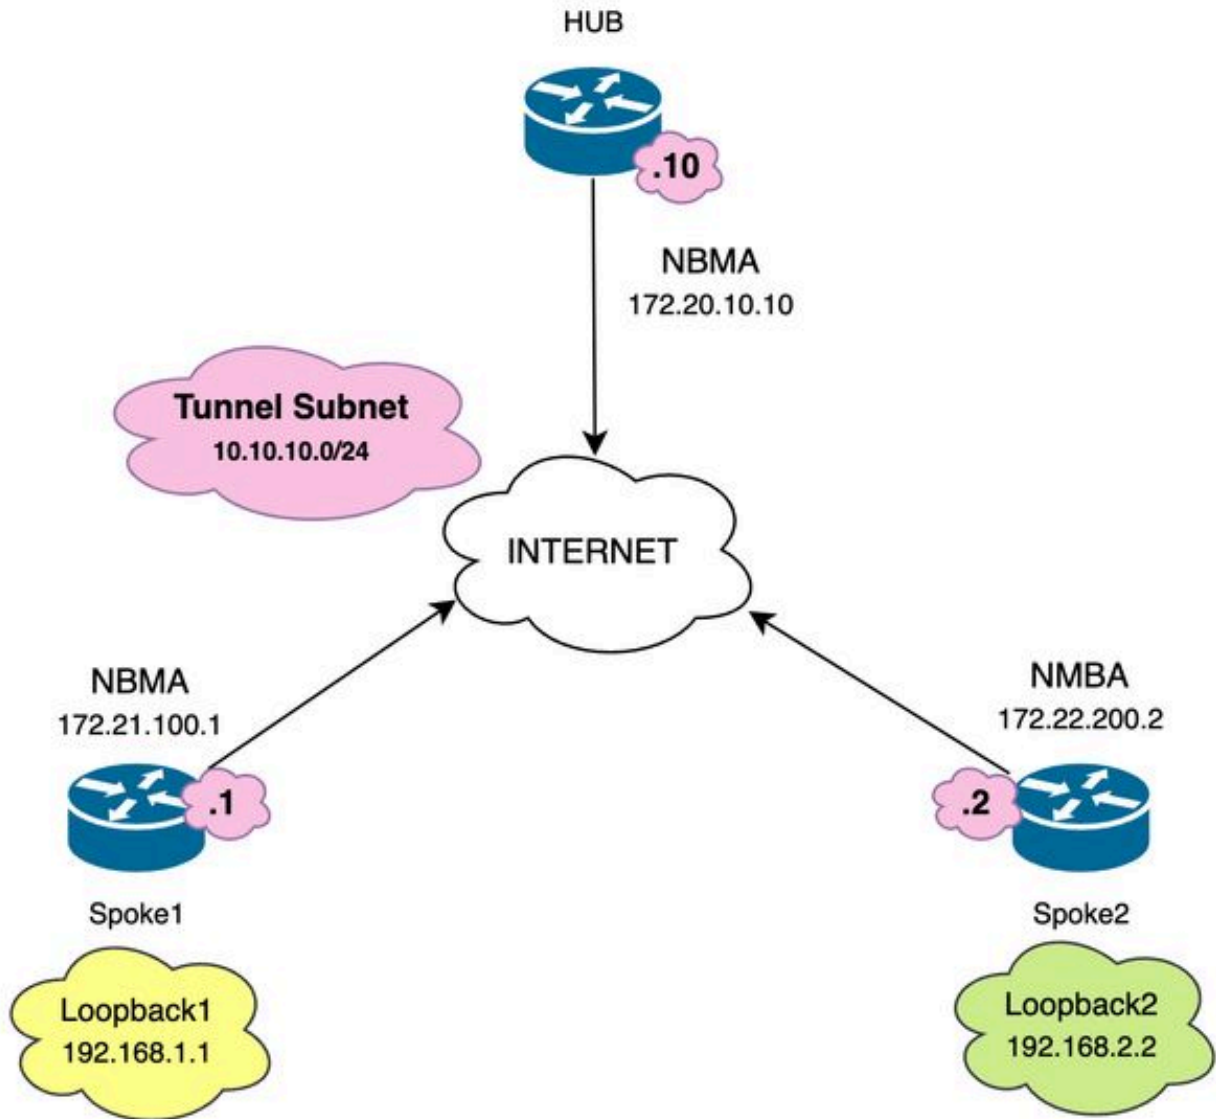 HUB
.10
NBMA
172.20.10.10
Tunnel Subnet
10.10.10.0/24
INTERNET
NBMA
172.21.100.1
.1
Spoke1
Loopback1
192.168.1.1
NMBA
172.22.200.2
.2
Spoke2
Loopback2
192.168.2.2